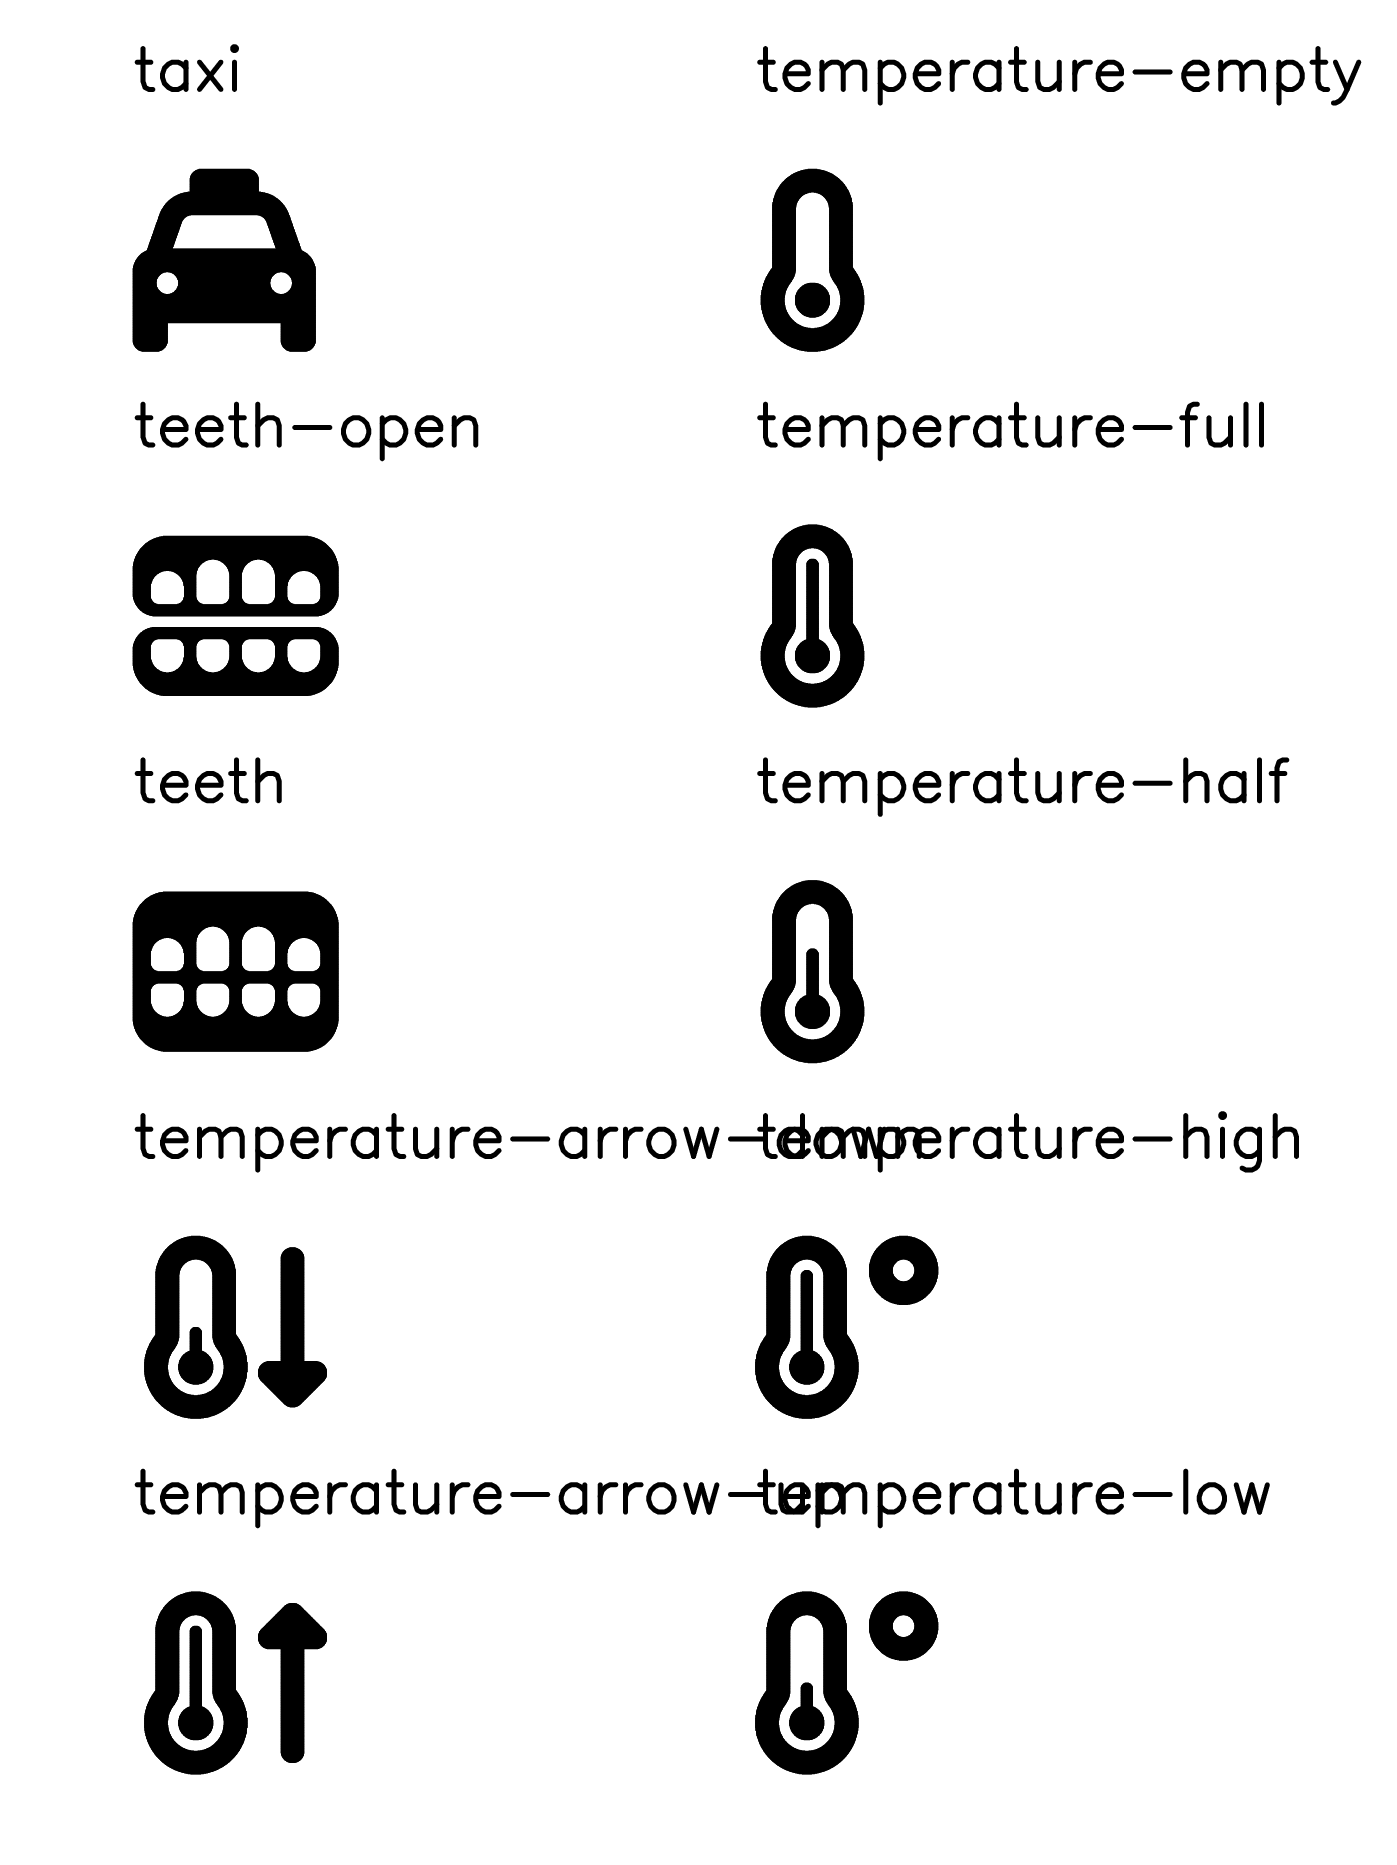 taxi
temperature-empty
teeth-open
temperature-full
teeth
temperature-half
temperature-arrow-down
temperature-high
temperature-arrow-up
temperature-low